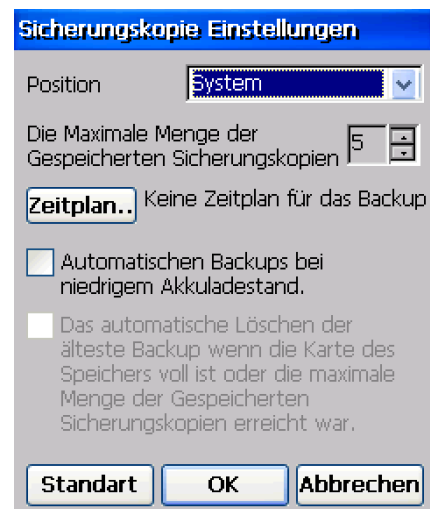 Sicherungskopie Einstellungen
Position System
Die Maximale Menge der
Gespeicherten Sicherungskopien 5
Zeitplan.. Keine Zeitplan für das Backup
Automatischen Backups bei
niedrigem Akkuladestand.
Das automatische Löschen der
älteste Backup wenn die Karte des
Speichers voll ist oder die maximale
Menge der Gespeicherten
Sicherungskopien erreicht war.
Standart OK Abbrechen